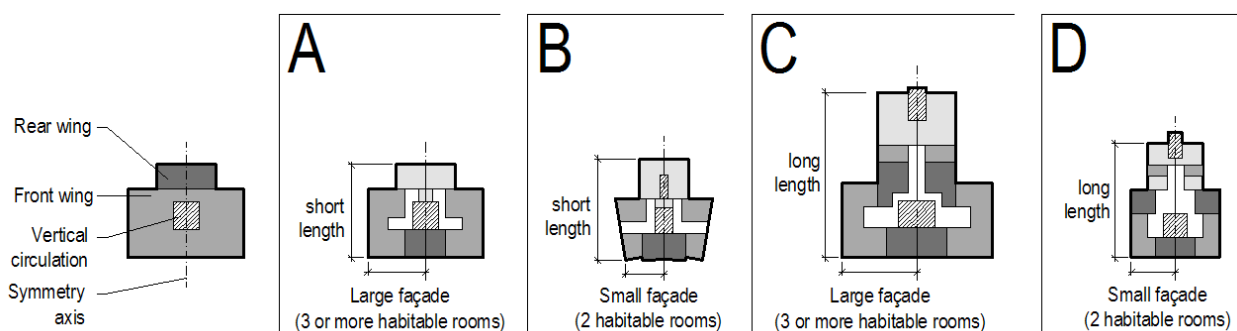 Rear wing
Front wing
Vertical
circulation
Symmetry
axis
A
short
length
Large façade
(3 or more habitable rooms)
B
short
length
Small façade
(2 habitable rooms)
C
long
length
Large façade
(3 or more habitable rooms)
D
long
length
Small façade
(2 habitable rooms)